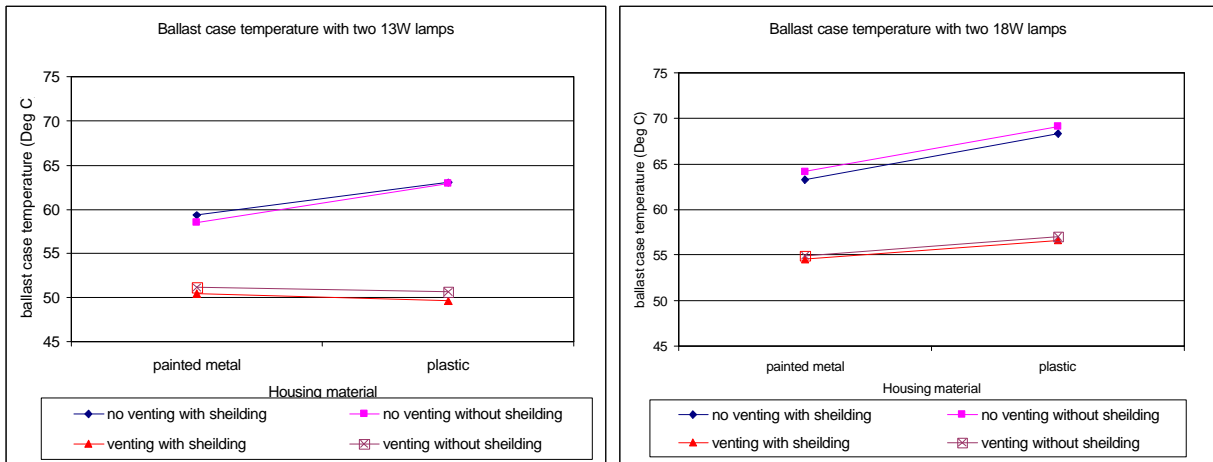 Ballast case temperature with two 13W lamps
ballast case temperature (Deg C
75
70
65
60
55
50
45
painted metal plastic
Housing material
no venting with sheilding no venting without sheilding
venting with sheilding venting without sheilding
Ballast case temperature with two 18W lamps
ballast case temperature (Deg C)
75
70
65
60
55
50
45
painted metal plastic
Housing material
no venting with sheilding no venting without sheilding
venting with sheilding venting without sheilding